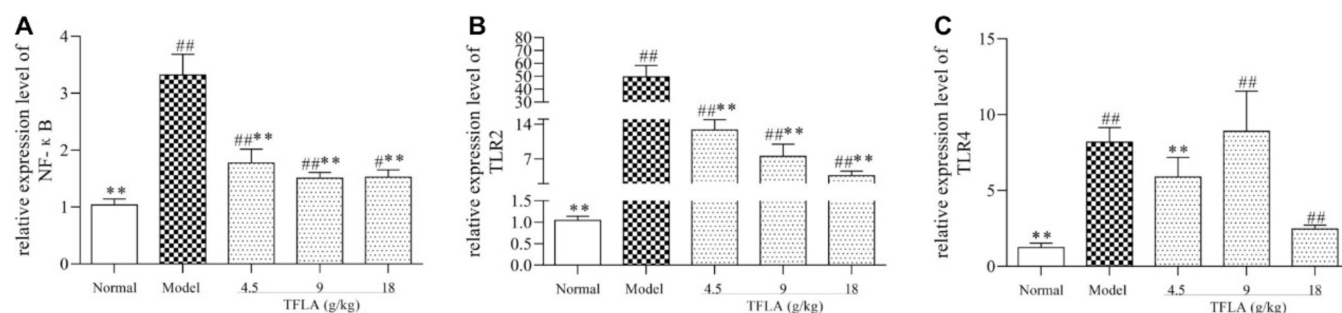 A
relative expression level of
NF-κ B
4
3
2
1
0
##
##**
##**
#**
**
Normal
Model
4.5
9
18
TFLA (g/kg)
B
relative expression level of
TLR2
80
70
60
50
40
30
14
7
1.5
1.0
0.5
0.0
##
##**
##**
##**
**
Normal
Model
4.5
9
18
TFLA (g/kg)
C
relative expression level of
TLR4
15
10
5
0
##
##
**
##
**
Normal
Model
4.5
9
18
TFLA (g/kg)